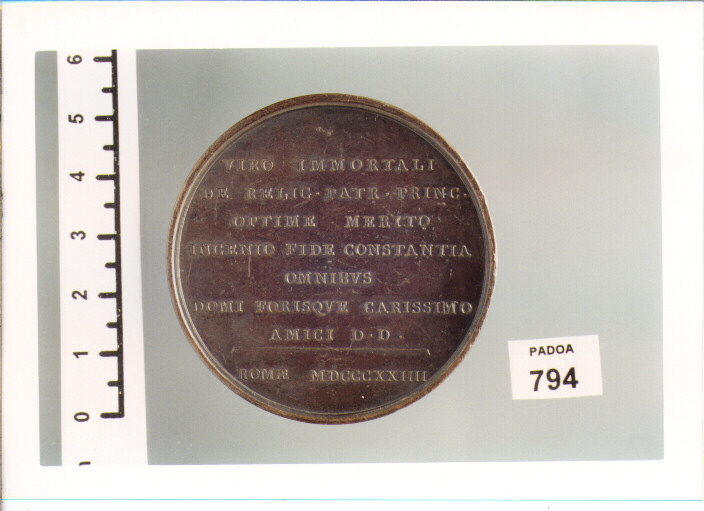 VIRO IMMORTALI
DE RELIG·PATR·PRINC·
OPTIME MERITO
INGENIO FIDE CONSTANTIA
OMNIBVS
DOMI FORISQVE CARISSIMO
AMICI D·D·
ROMÆ MDCCCXXIIII
PADOA
794
6
5
4
3
2
1
0